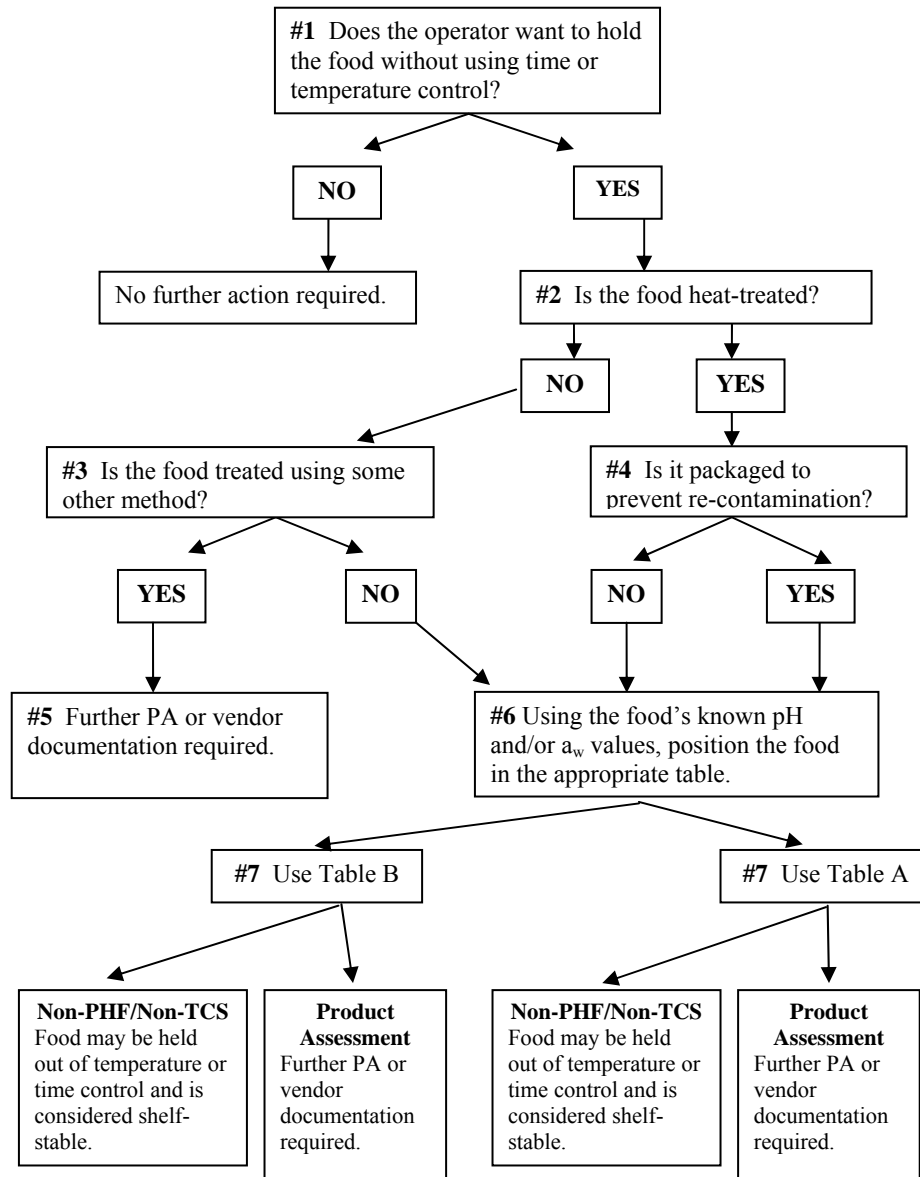 #1 Does the operator want to hold
the food without using time or
temperature control?
NO
YES
No further action required.
#2 Is the food heat-treated?
NO
YES
#3 Is the food treated using some
other method?
#4 Is it packaged to
prevent re-contamination?
YES
NO
NO
YES
#5 Further PA or vendor
documentation required.
#6 Using the food's known pH
and/or aw values, position the food
in the appropriate table.
#7 Use Table B
#7 Use Table A
Non-PHF/Non-TCS
Food may be held
out of temperature or
time control and is
considered shelf-
stable.
Product
Assessment
Further PA or
vendor
documentation
required.
Non-PHF/Non-TCS
Food may be held
out of temperature or
time control and is
considered shelf-
stable.
Product
Assessment
Further PA or
vendor
documentation
required.